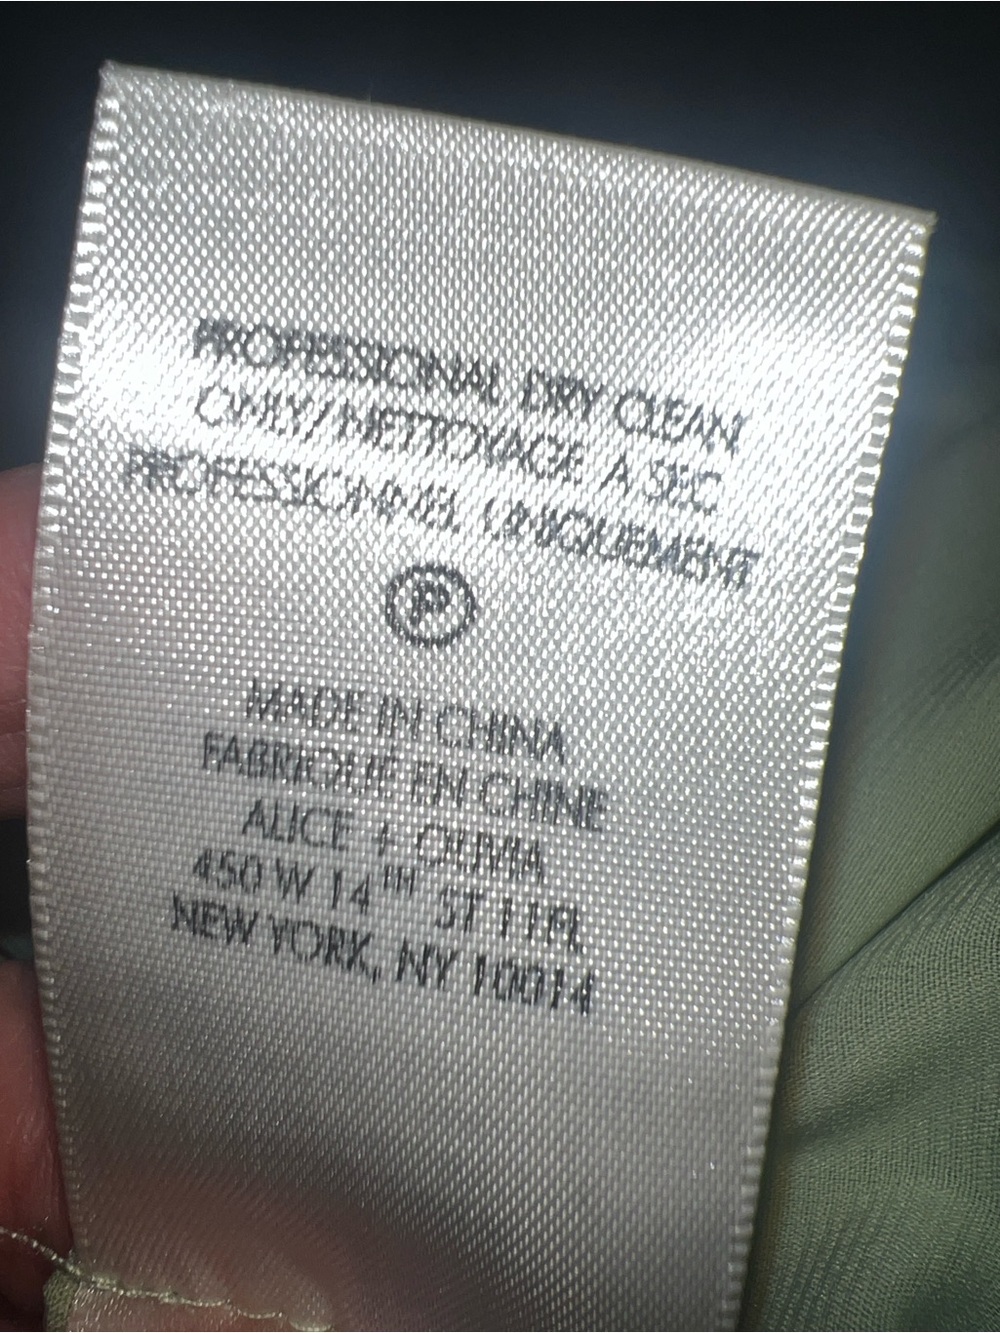 PROFESSIONAL DRY CLEAN
ONLY/NETTOYAGE A SEC
PROFESSIONNEL UNIQUEMENT
P
MADE IN CHINA
FABRIQUE EN CHINE
ALICE + OLIVIA
450 W 14TH ST 11FL
NEW YORK, NY 10014